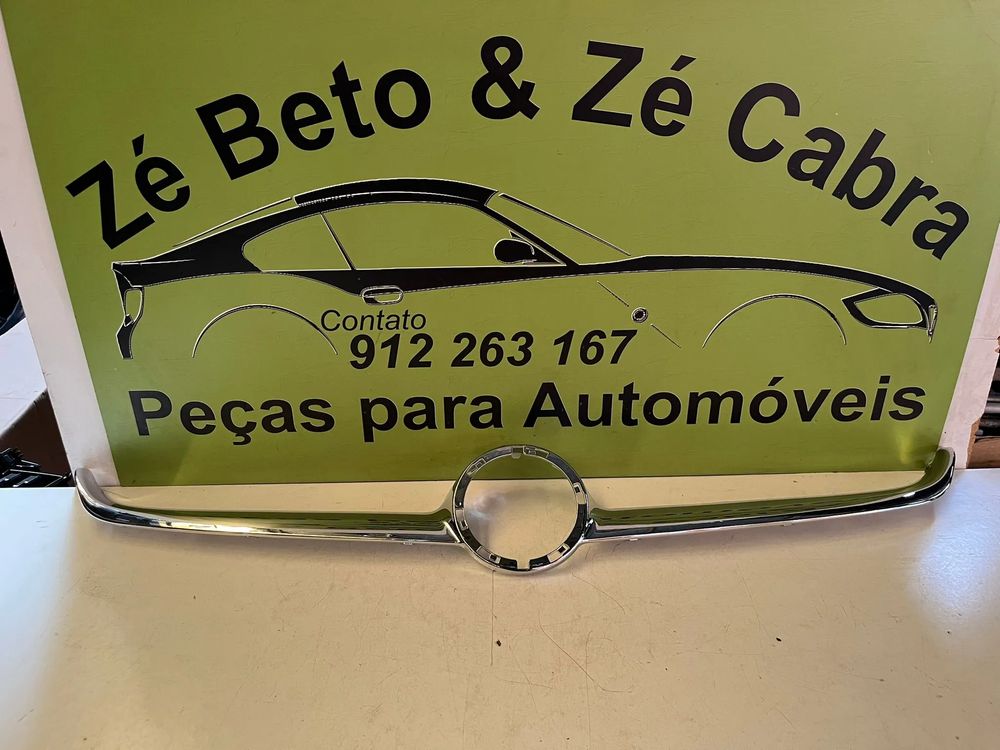 Zé Beto & Zé Cabra
Contato
912 263 167
Peças para Automóveis